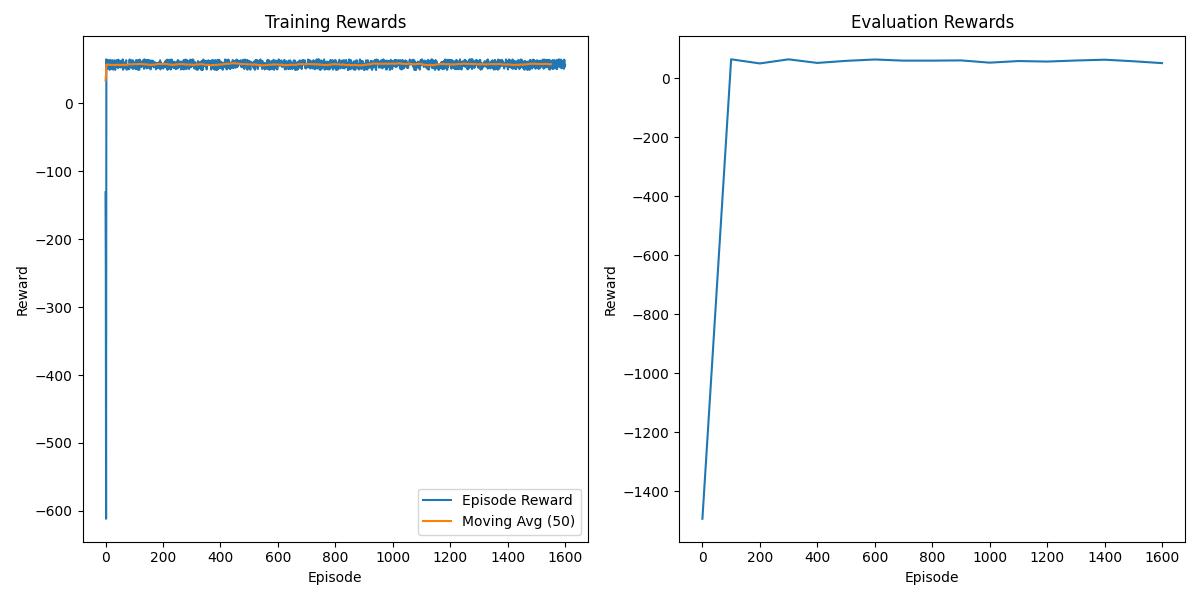 Training Rewards
Reward
0
−100
−200
−300
−400
−500
−600
Episode Reward
Moving Avg (50)
0 200 400 600 800 1000 1200 1400 1600
Episode
Evaluation Rewards
Reward
0
−200
−400
−600
−800
−1000
−1200
−1400
0 200 400 600 800 1000 1200 1400 1600
Episode